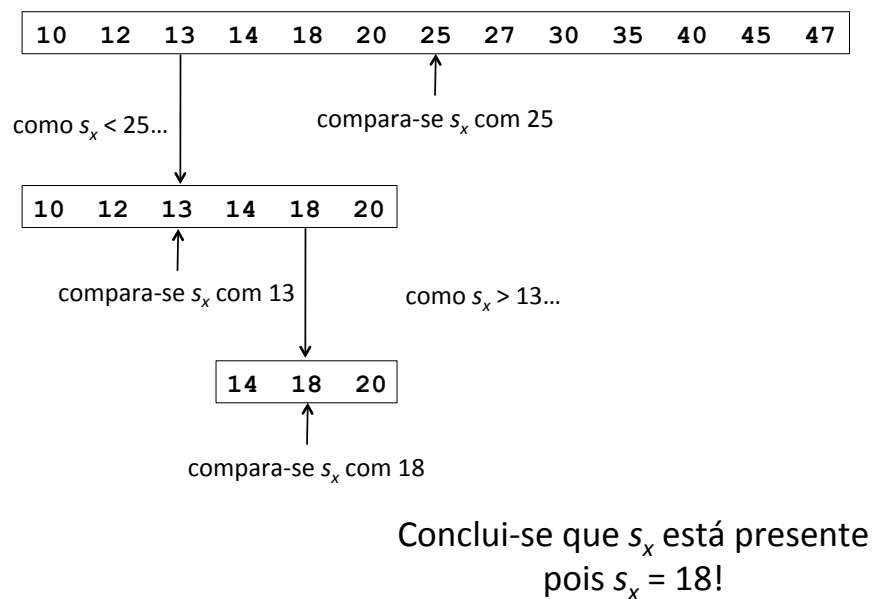 10 12 13 14 18 20 25 27 30 35 40 45 47
como sx < 25...
compara-se sx com 25
10 12 13 14 18 20
compara-se sx com 13
como sx > 13...
14 18 20
compara-se sx com 18
Conclui-se que sx está presente
pois sx = 18!